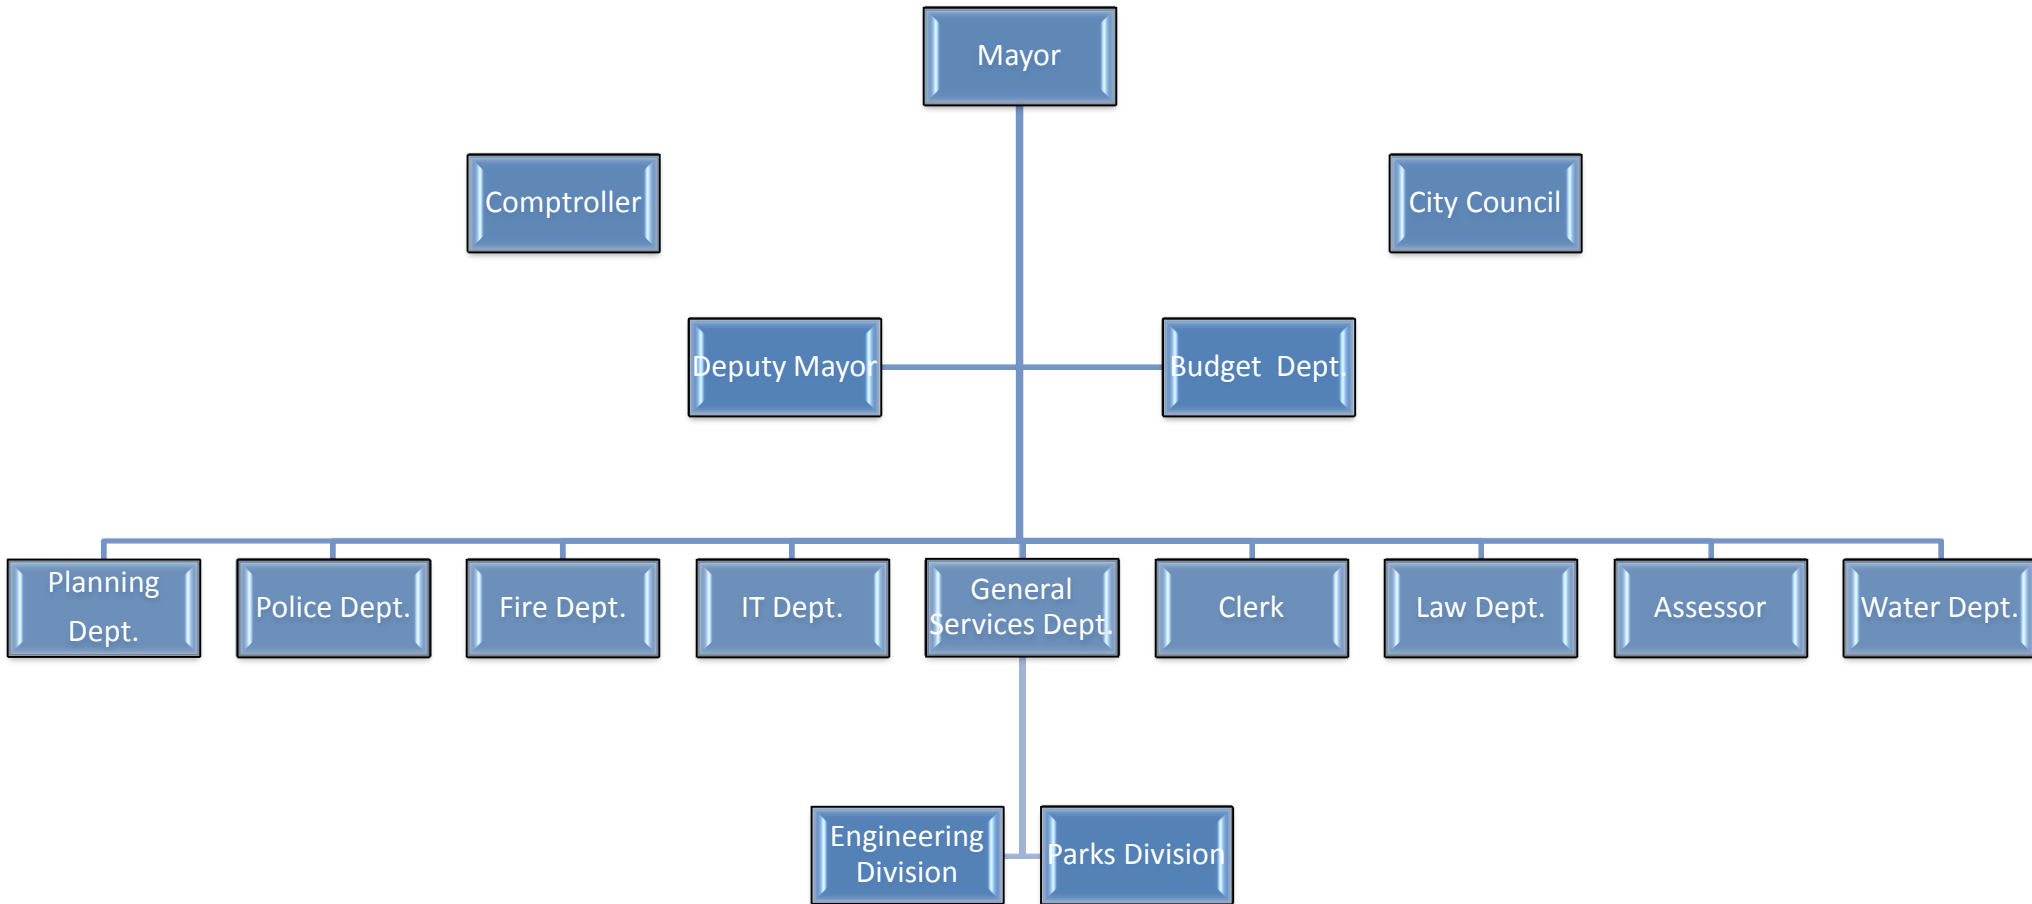 Mayor
Comptroller
City Council
Deputy Mayor
Budget  Dept.
Planning
Dept.
Police Dept.
Fire Dept.
IT Dept.
General
Services Dept.
Clerk
Law Dept.
Assessor
Water Dept.
Engineering
Division
Parks Division